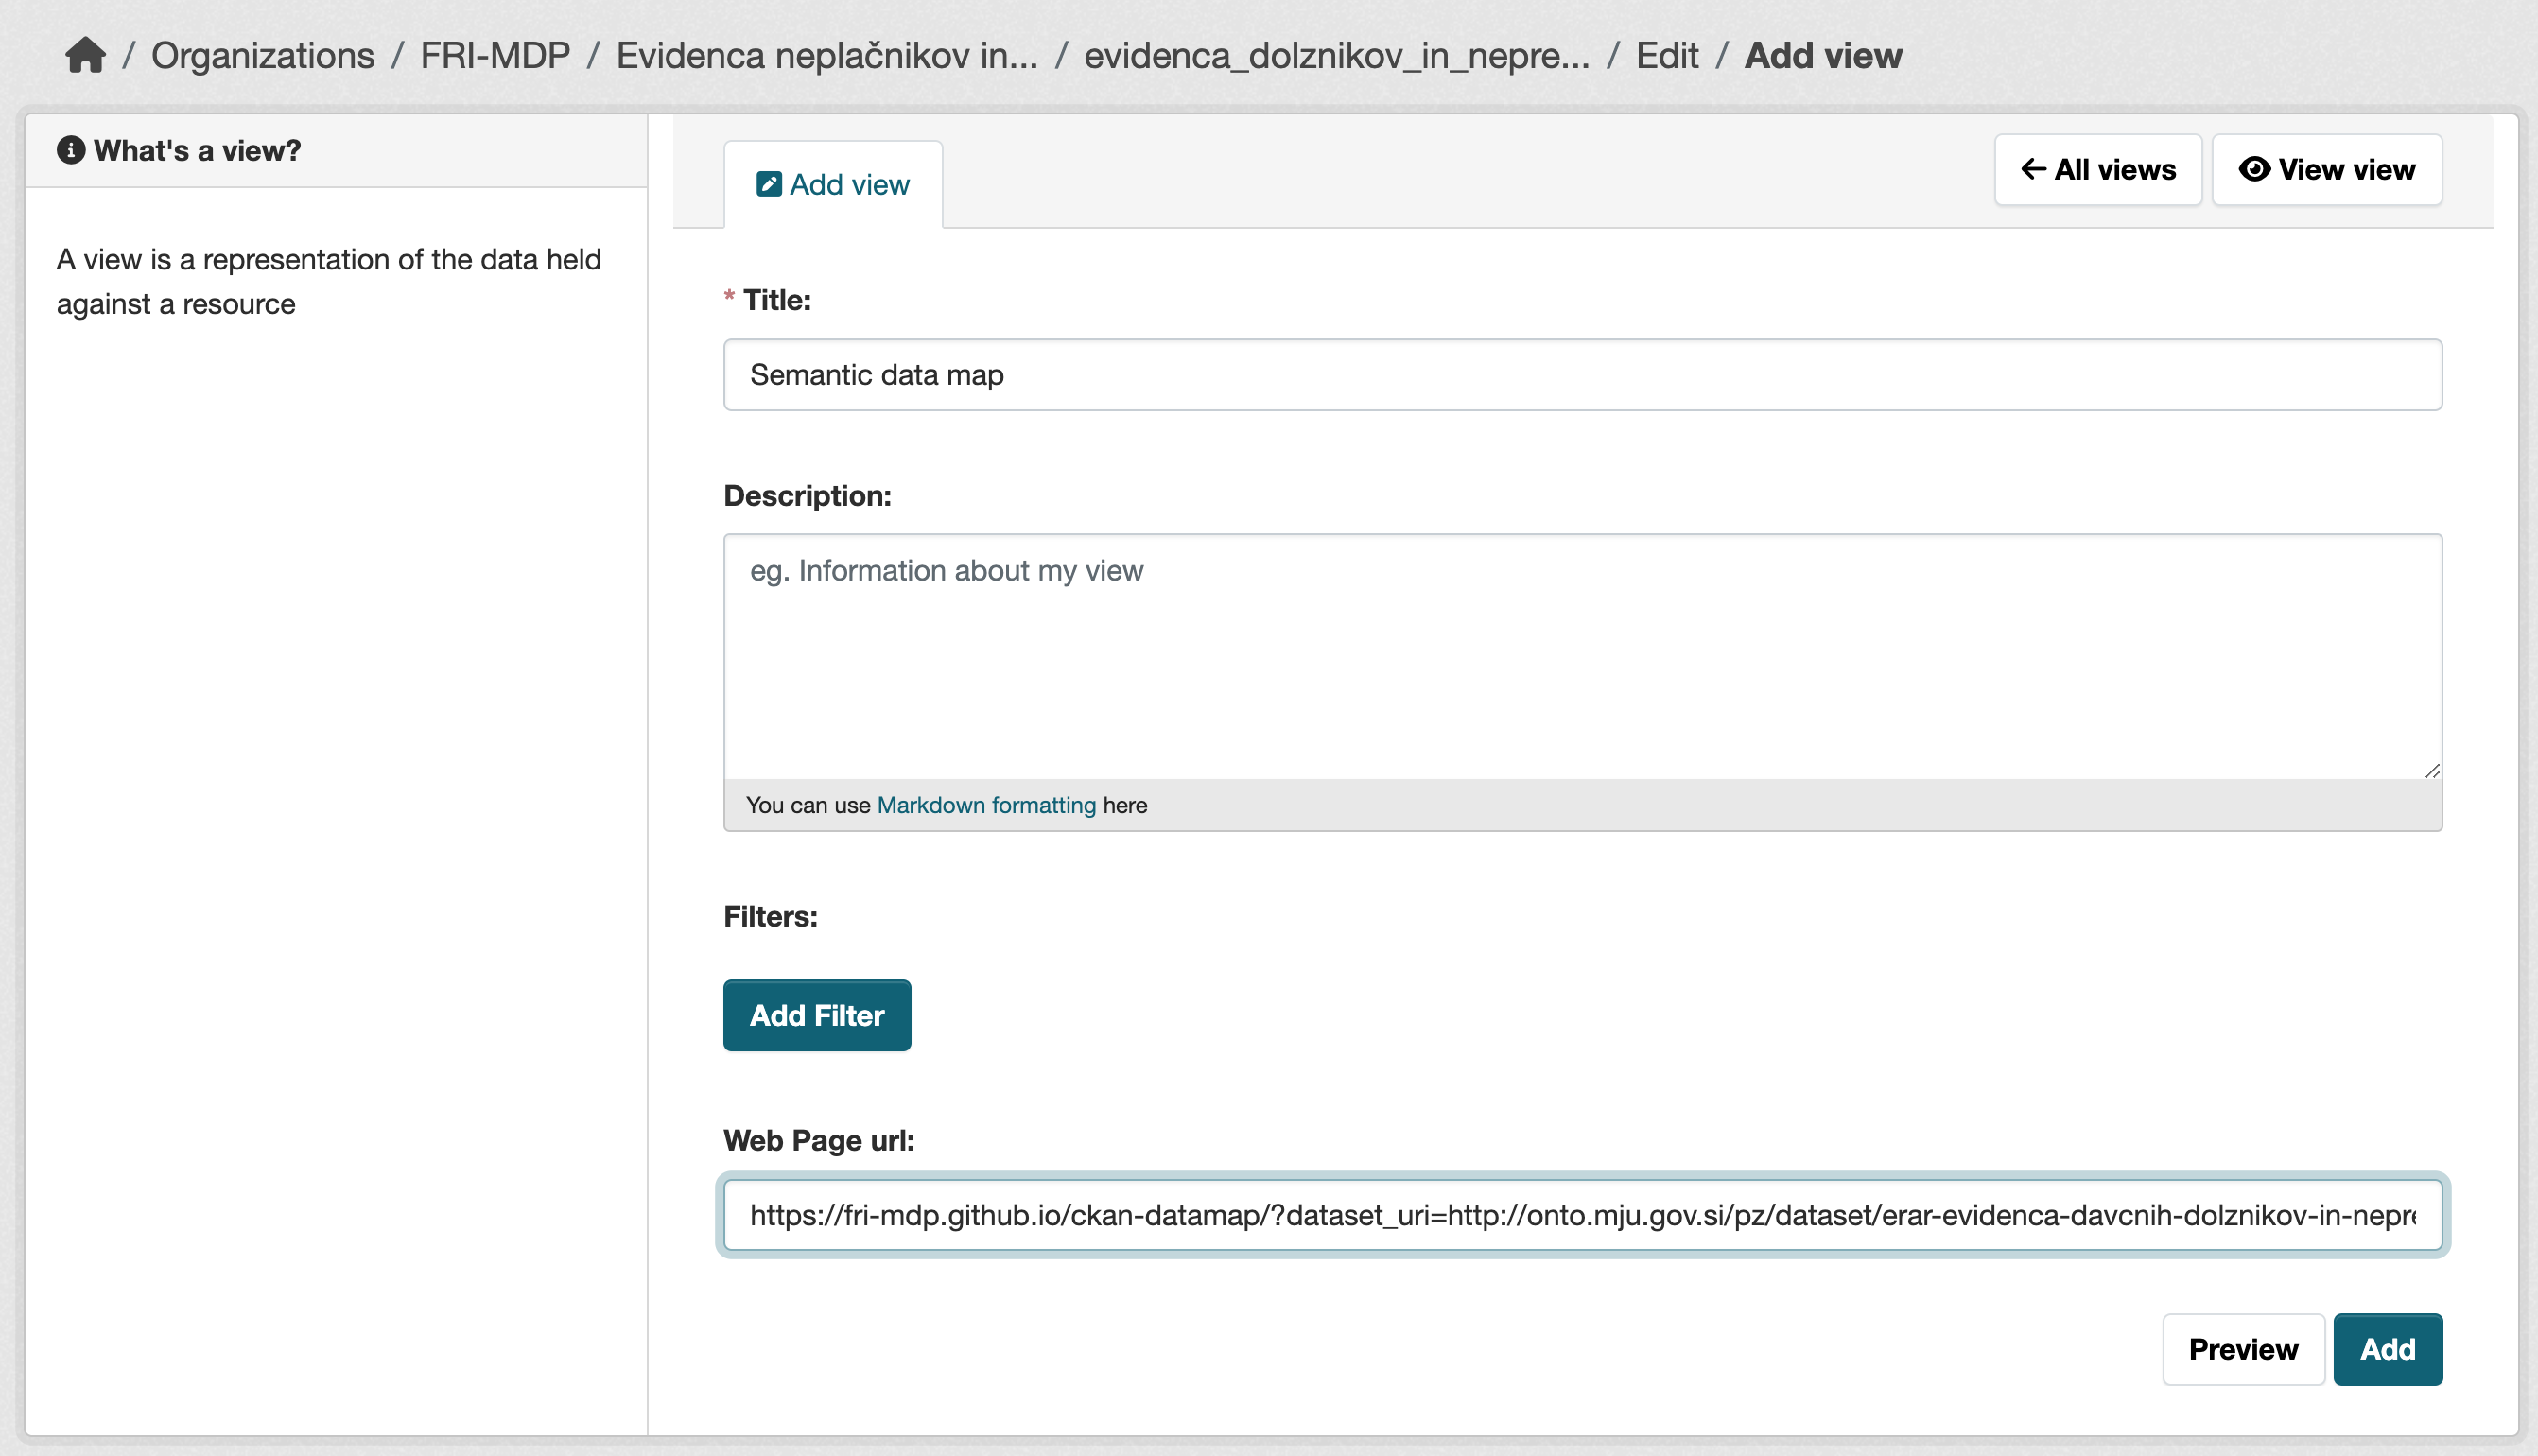 / Organizations / FRI-MDP / Evidenca neplačnikov in... / evidenca_dolznikov_in_nepre... / Edit / Add view
What's a view?
A view is a representation of the data held
against a resource
Add view
All views
View view
* Title:
Semantic data map
Description:
eg. Information about my view
You can use Markdown formatting here
Filters:
Add Filter
Web Page url:
https://fri-mdp.github.io/ckan-datamap/?dataset_uri=http://onto.mju.gov.si/pz/dataset/erar-evidenca-davcnih-dolznikov-in-nepre
Preview
Add